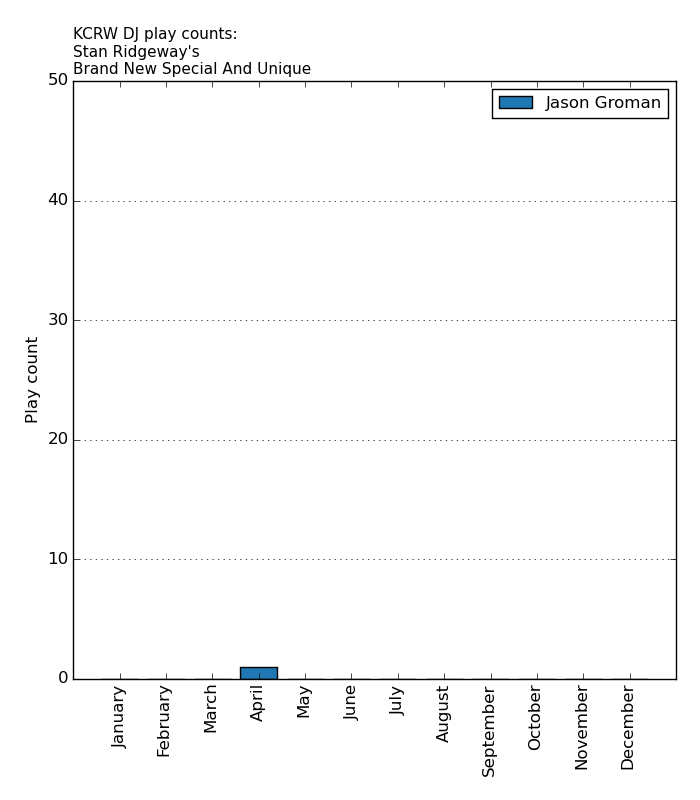 KCRW DJ play counts:
Stan Ridgeway's
Brand New Special And Unique
Jason Groman
50
40
30
20
10
0
Play count
January
February
March
April
May
June
July
August
September
October
November
December